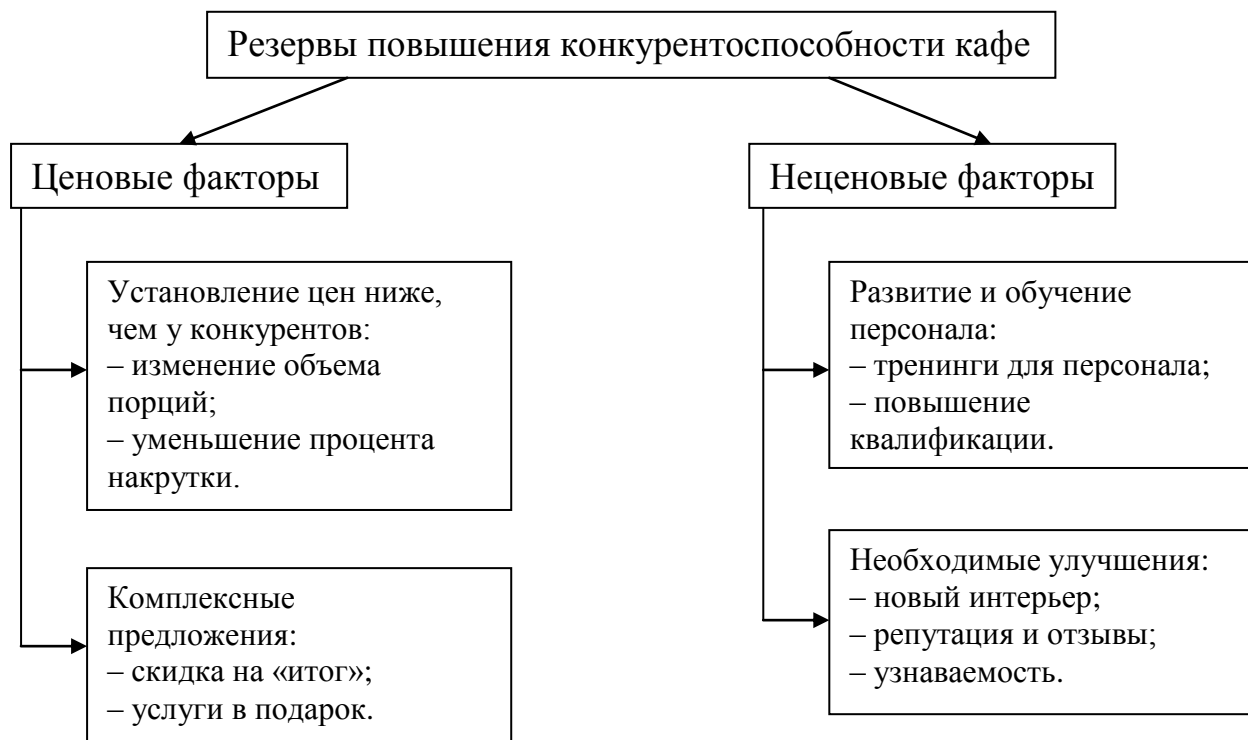 Резервы повышения конкурентоспособности кафе
Ценовые факторы
Установление цен ниже,
чем у конкурентов:
– изменение объема
порций;
– уменьшение процента
накрутки.
Комплексные
предложения:
– скидка на «итог»;
– услуги в подарок.
Неценовые факторы
Развитие и обучение
персонала:
– тренинги для персонала;
– повышение
квалификации.
Необходимые улучшения:
– новый интерьер;
– репутация и отзывы;
– узнаваемость.